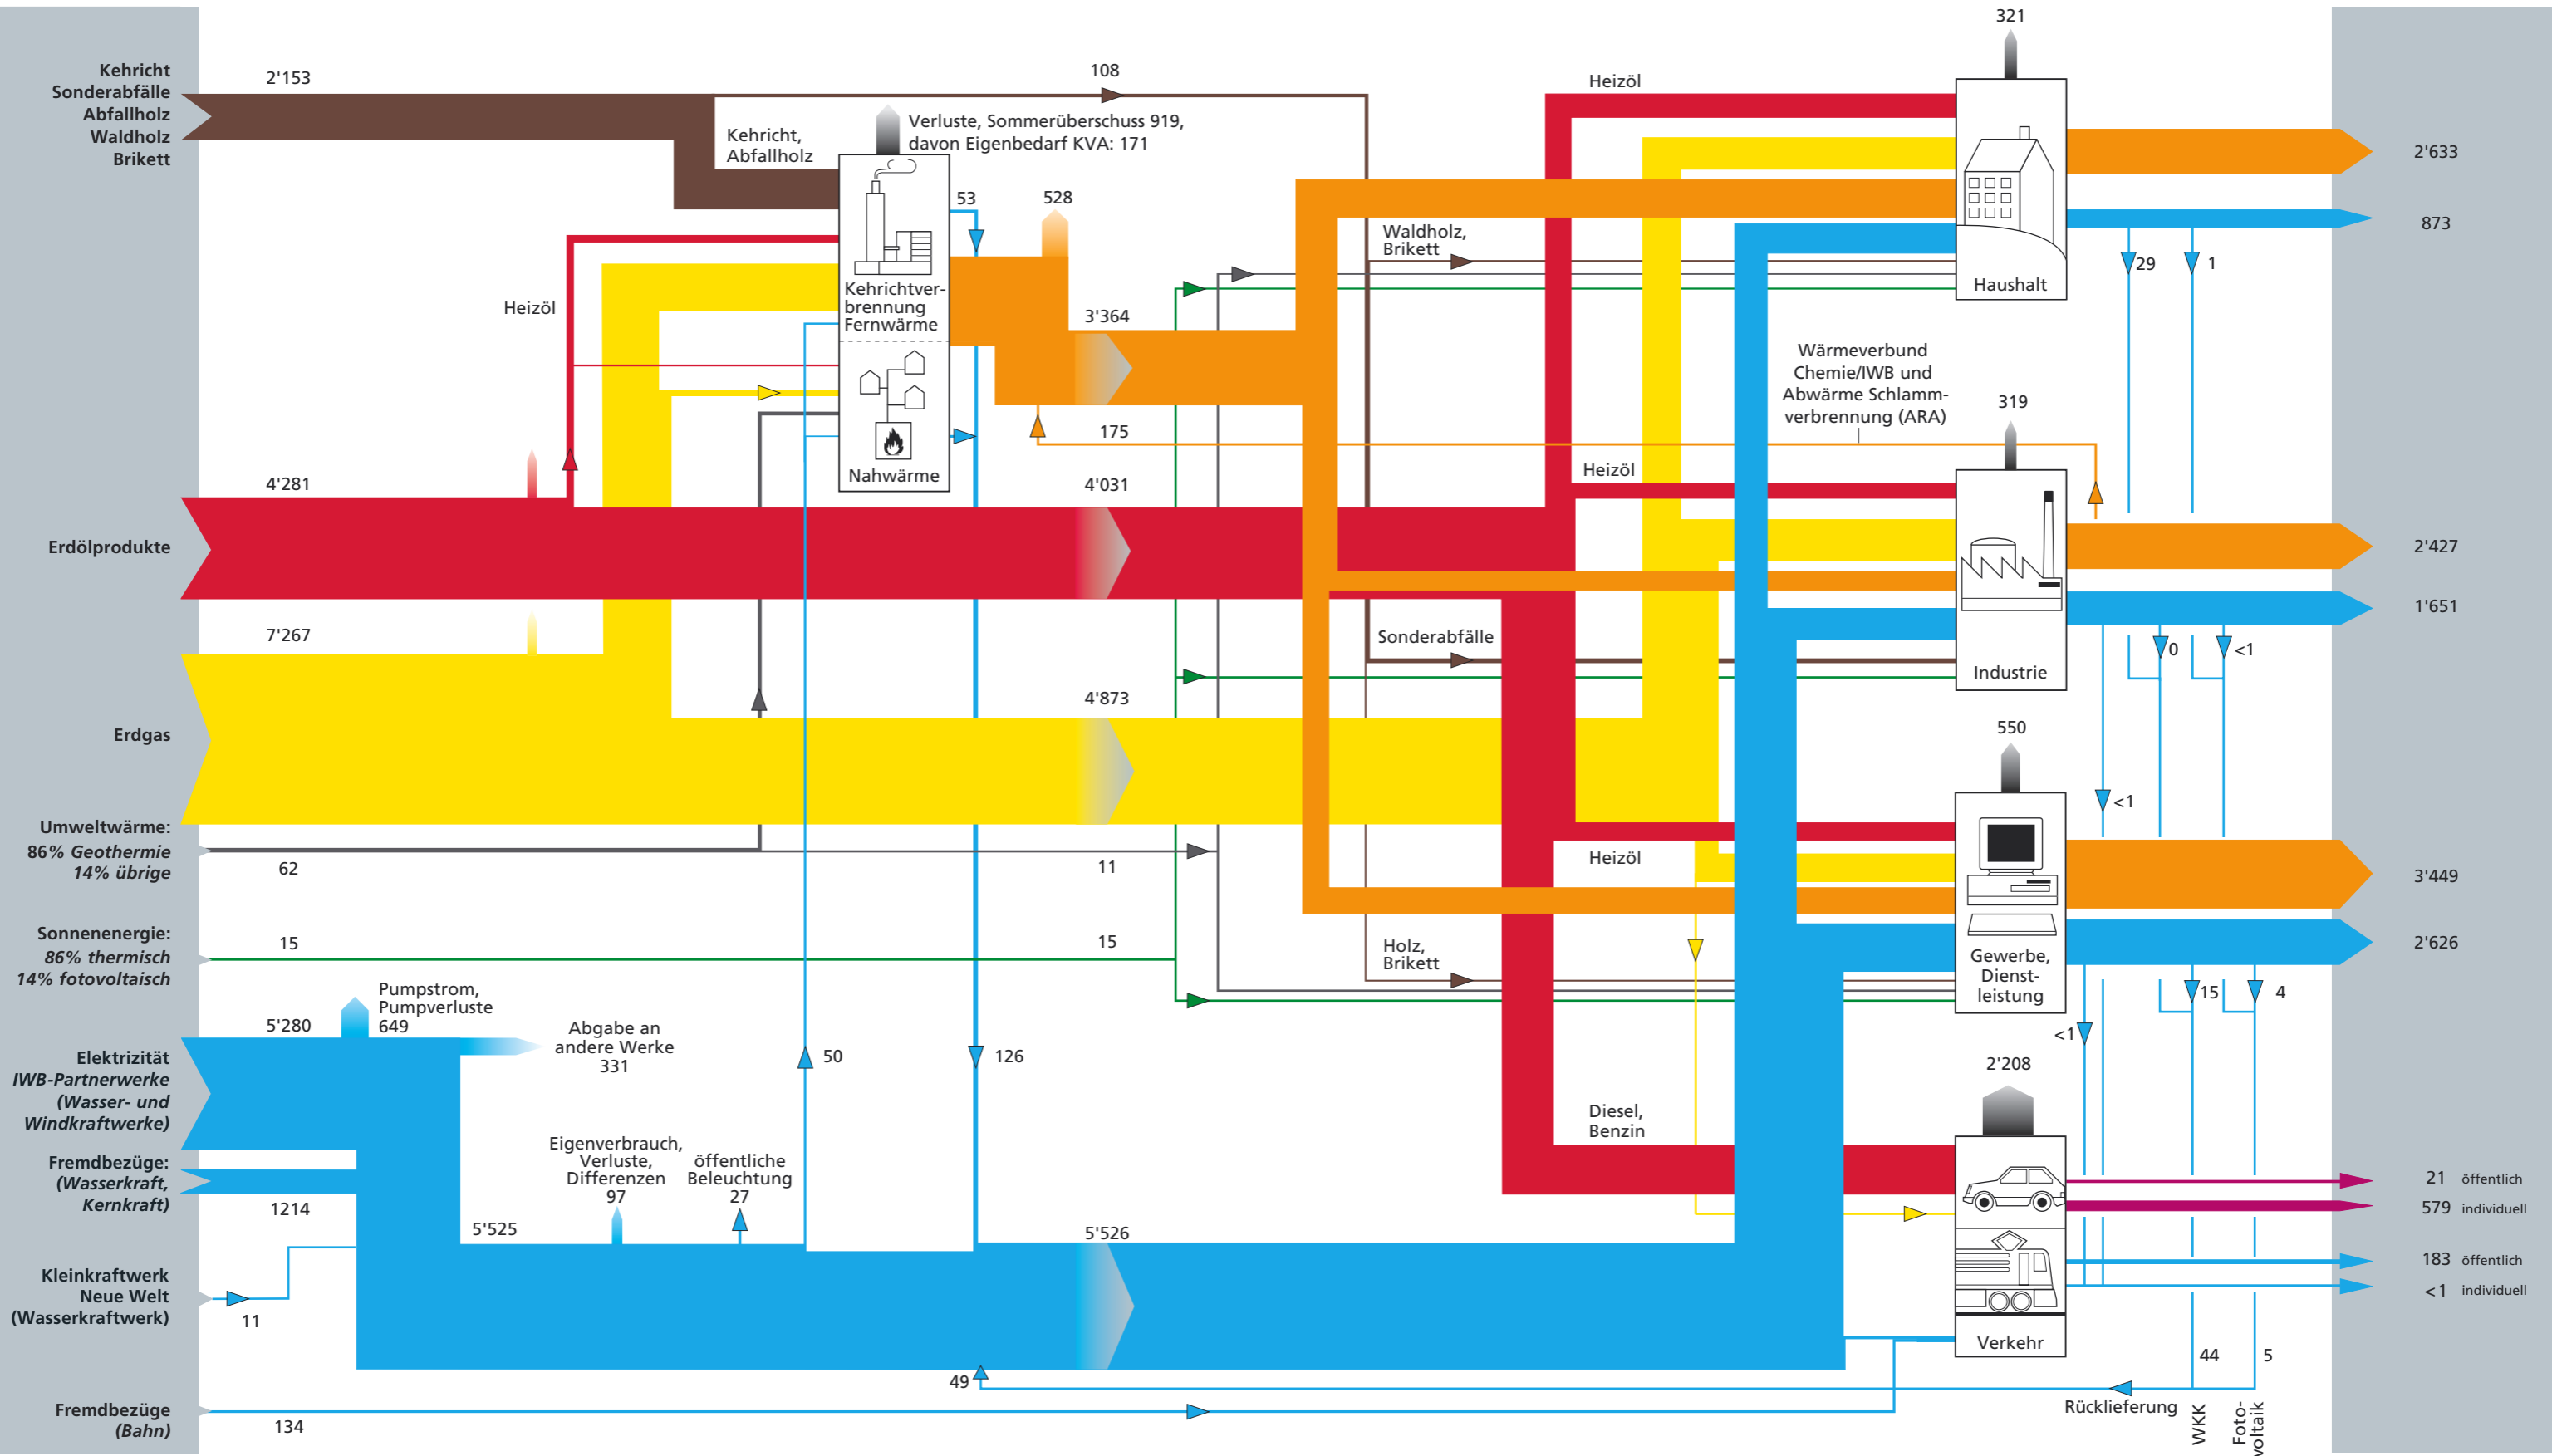 Kehricht
Sonderabfälle
Abfallholz
Waldholz
Brikett
2'153
108
Kehricht,
Abfallholz
Verluste, Sommerüberschuss 919,
davon Eigenbedarf KVA: 171
53
528
Heizöl
Kehrichtver-
brennung
Fernwärme
Nahwärme
3'364
175
4'281
4'031
Erdölprodukte
7'267
4'873
Erdgas
Umweltwärme:
86% Geothermie
14% übrige
62
11
Sonnenenergie:
86% thermisch
14% fotovoltaisch
15
15
Pumpstrom,
Pumpverluste
649
5'280
Elektrizität
IWB-Partnerwerke
(Wasser- und
Windkraftwerke)
Abgabe an
andere Werke
331
50
126
Fremdbezüge:
(Wasserkraft,
Kernkraft)
1214
Eigenverbrauch,
Verluste,
Differenzen
97
öffentliche
Beleuchtung
27
5'525
5'526
Kleinkraftwerk
Neue Welt
(Wasserkraftwerk)
11
49
Fremdbezüge
(Bahn)
134
Heizöl
Waldholz,
Brikett
321
Haushalt
2'633
873
29
1
Wärmeverbund
Chemie/IWB und
Abwärme Schlamm-
verbrennung (ARA)
319
Heizöl
Sonderabfälle
Industrie
2'427
1'651
0
<1
<1
550
Heizöl
Holz,
Brikett
Gewerbe,
Dienst-
leistung
3'449
2'626
15
4
<1
2'208
Diesel,
Benzin
Verkehr
21 öffentlich
579 individuell
183 öffentlich
<1 individuell
44
5
Rücklieferung
WKK
Foto-
voltaik